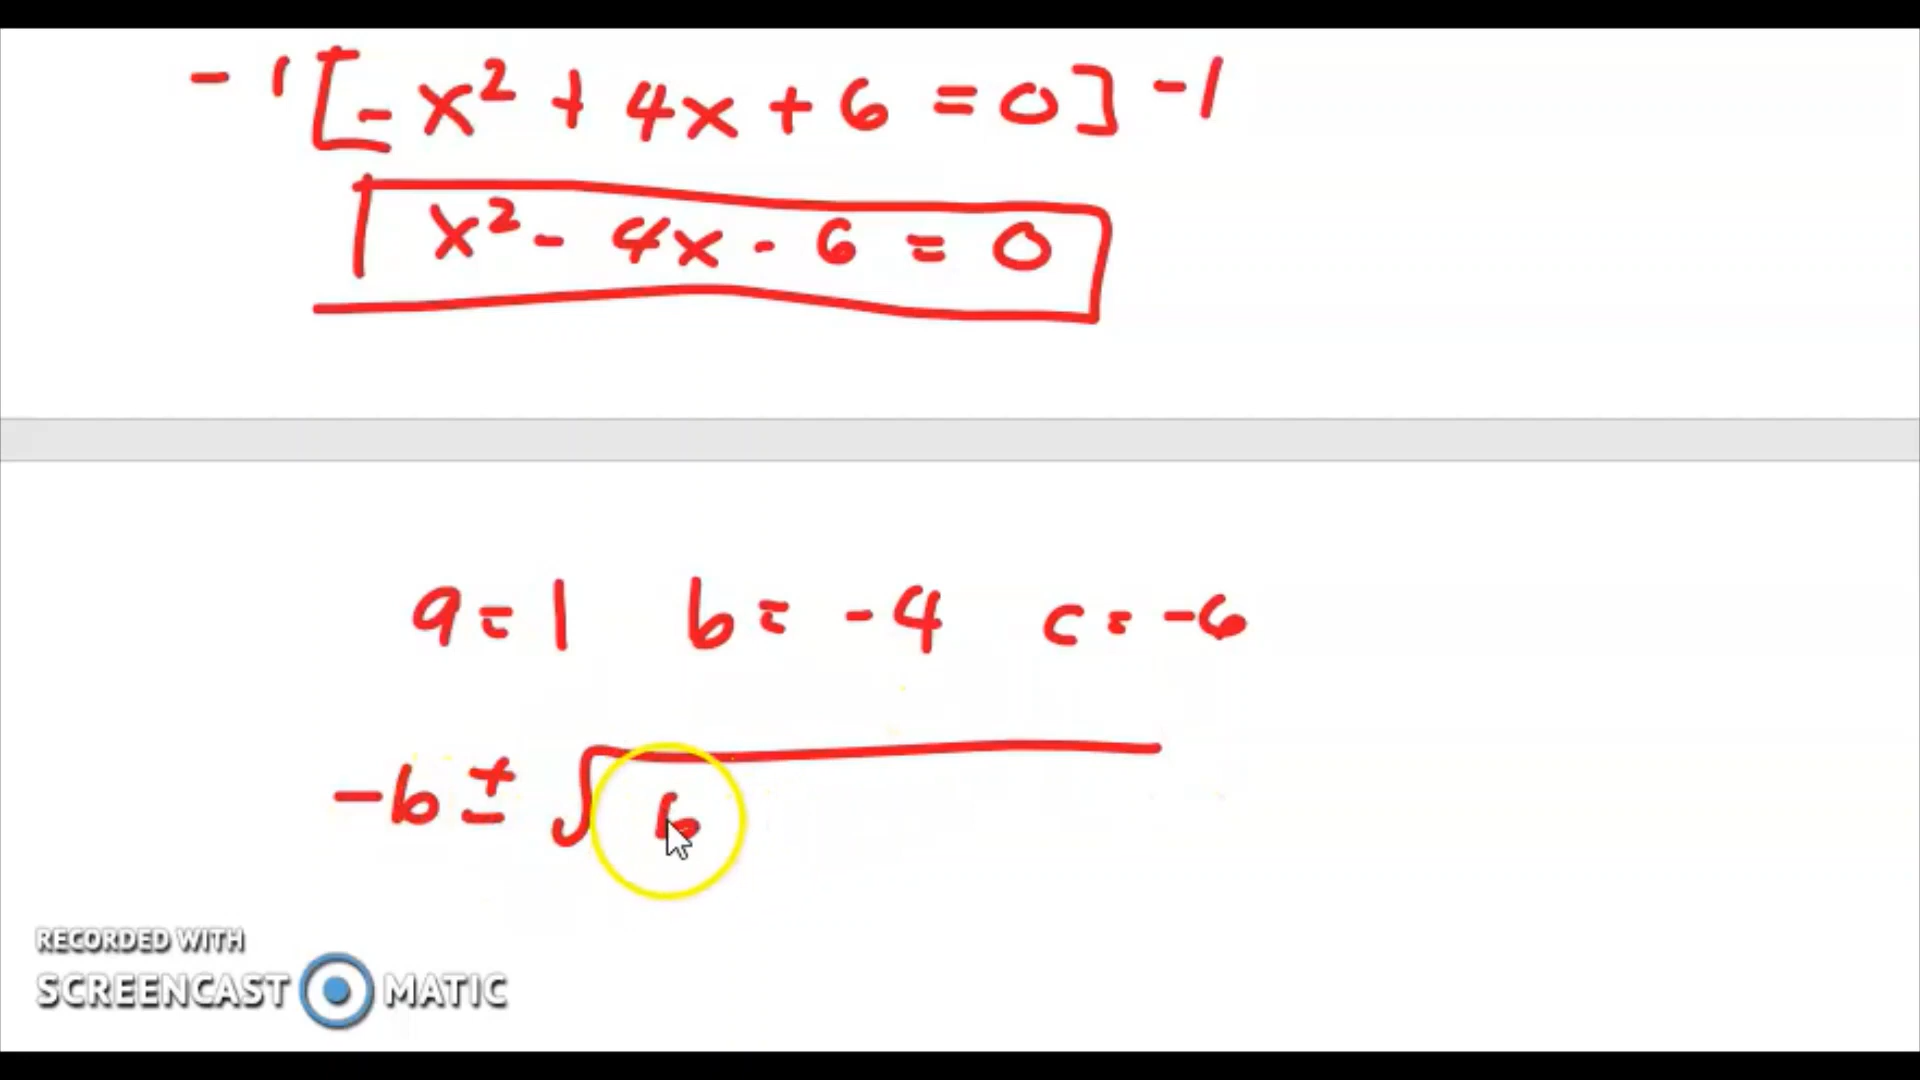 -1[-x²+4x+6=0]-1
x²-4x-6=0
a=1 b=-4 c=-6
-b±√b
RECORDED WITH
SCREENCAST MATIC